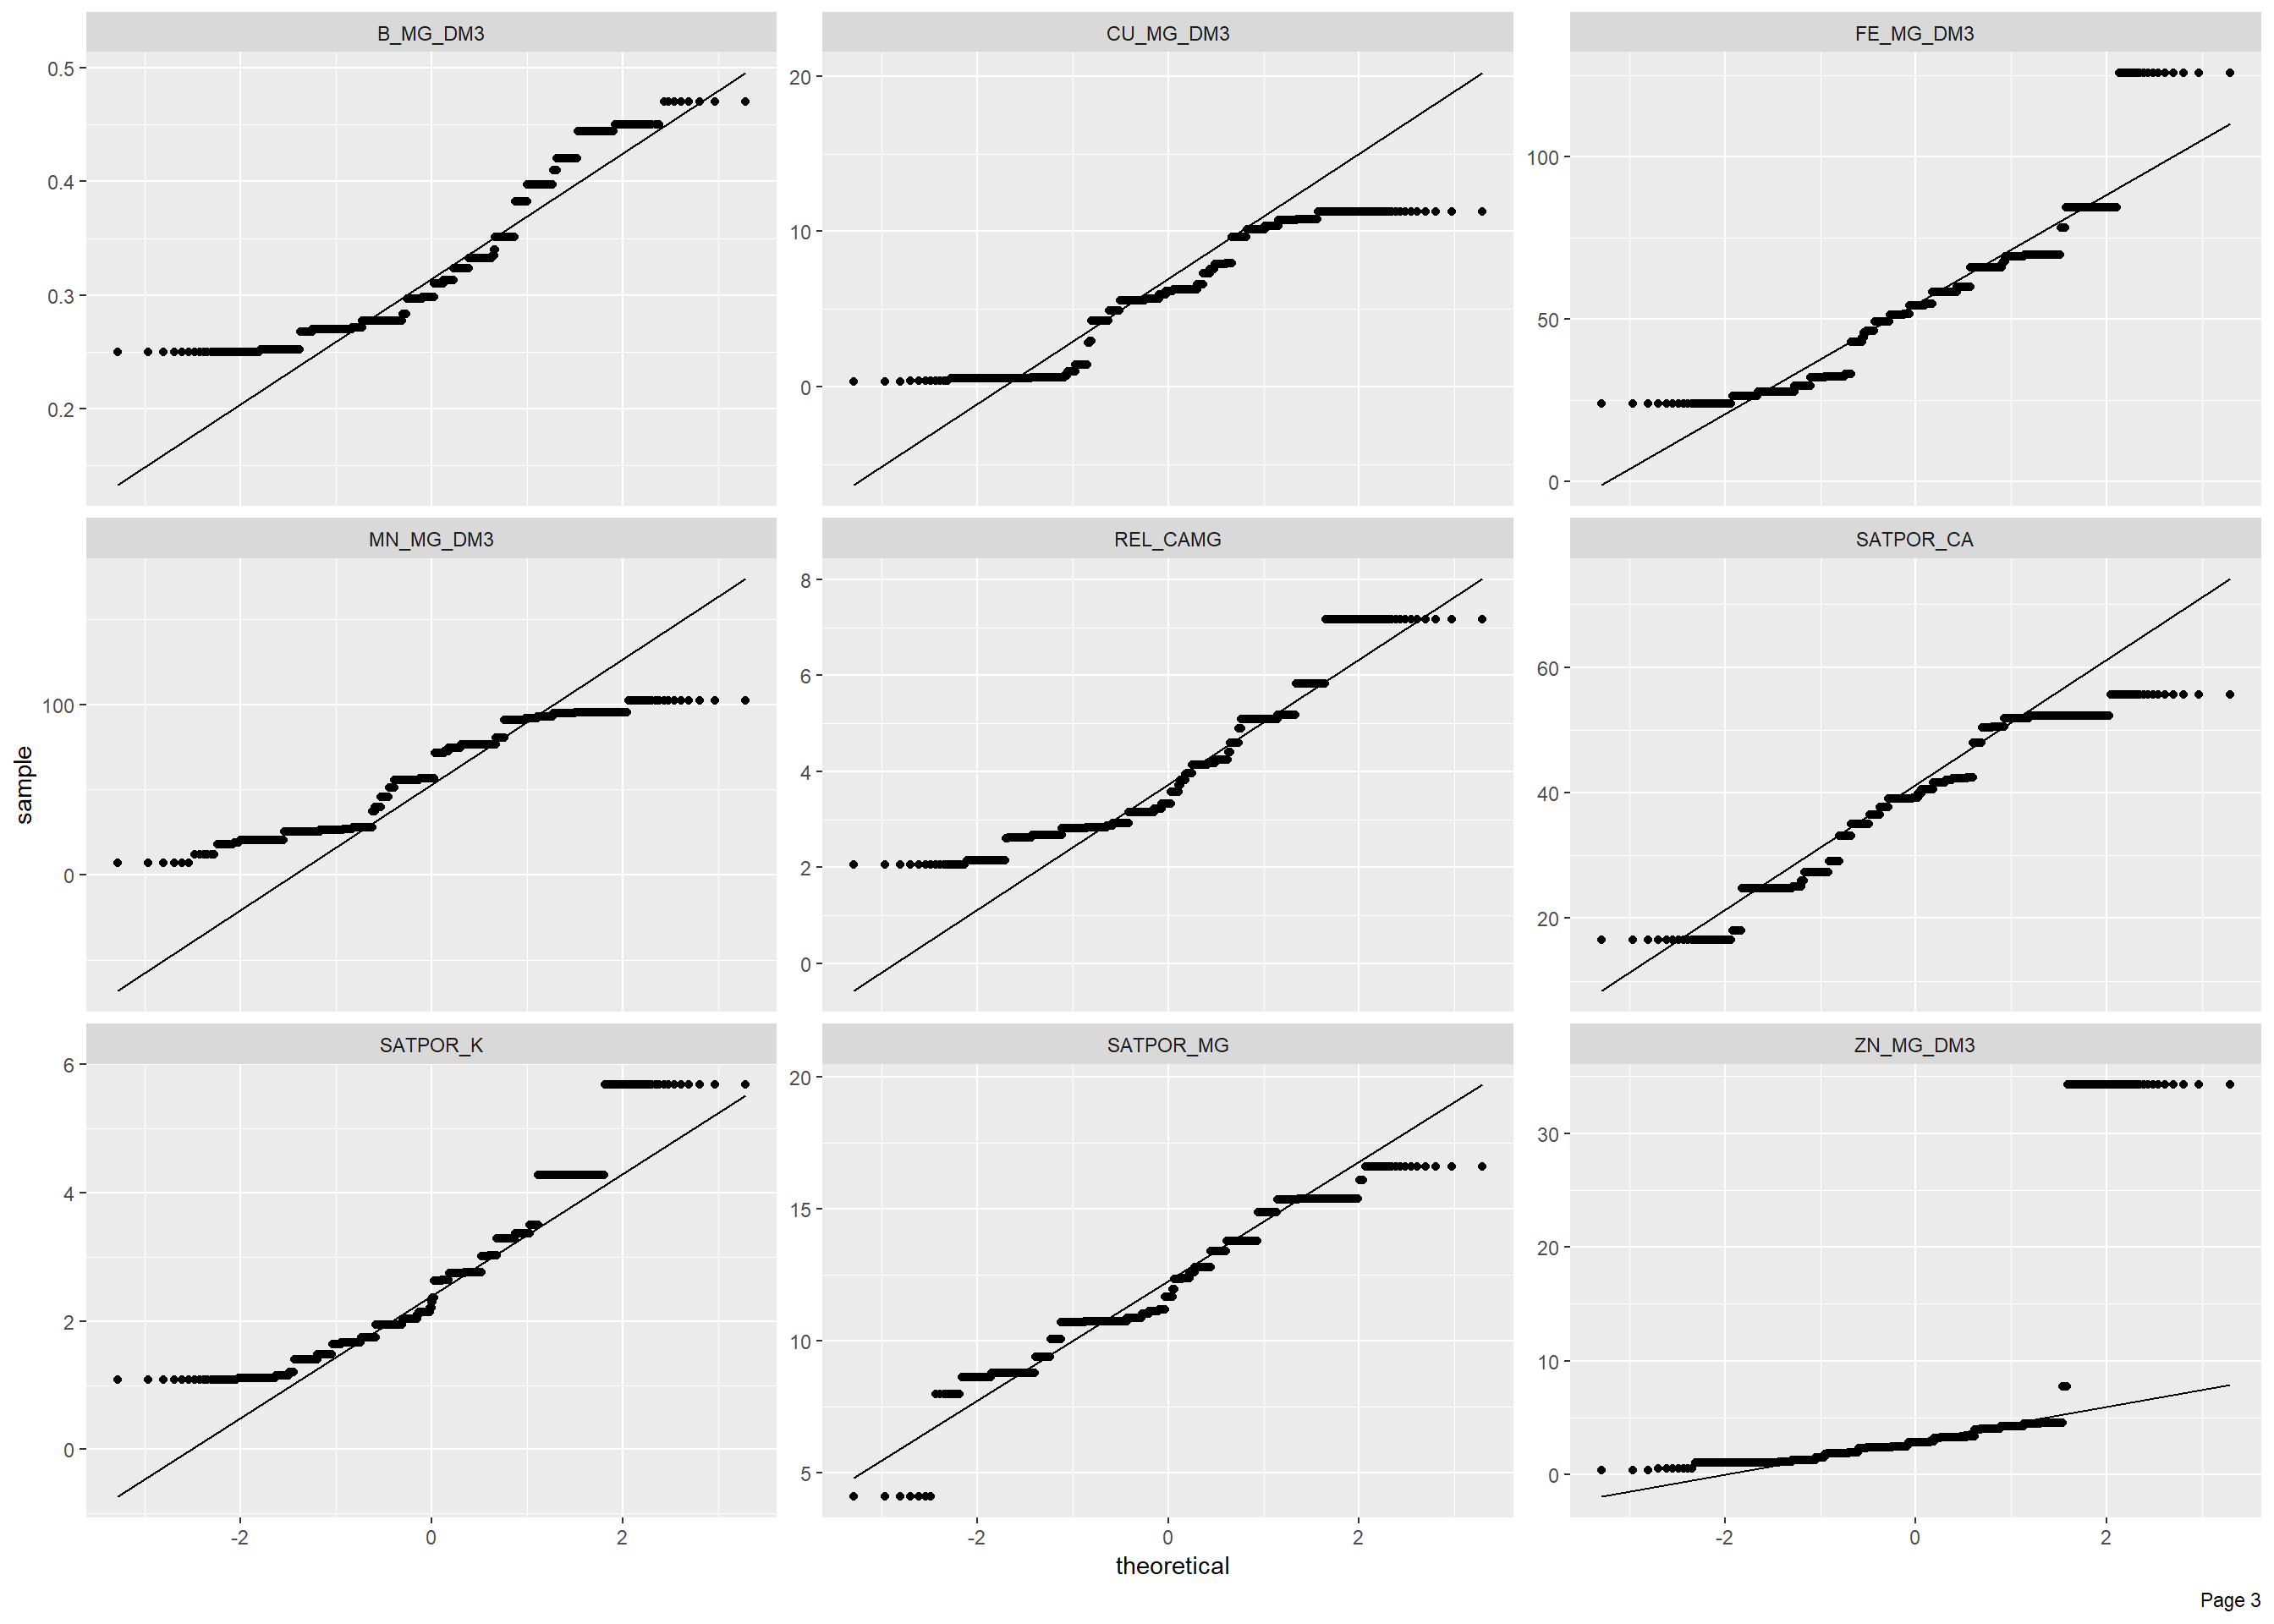 B_MG_DM3
CU_MG_DM3
FE_MG_DM3
0.5
0.4
0.3
0.2
20
10
0
100
50
0
MN_MG_DM3
REL_CAMG
SATPOR_CA
100
0
8
6
4
2
0
60
40
20
sample
SATPOR_K
SATPOR_MG
ZN_MG_DM3
6
4
2
0
20
15
10
5
30
20
10
0
-2 0 2
-2 0 2
-2 0 2
theoretical
Page 3